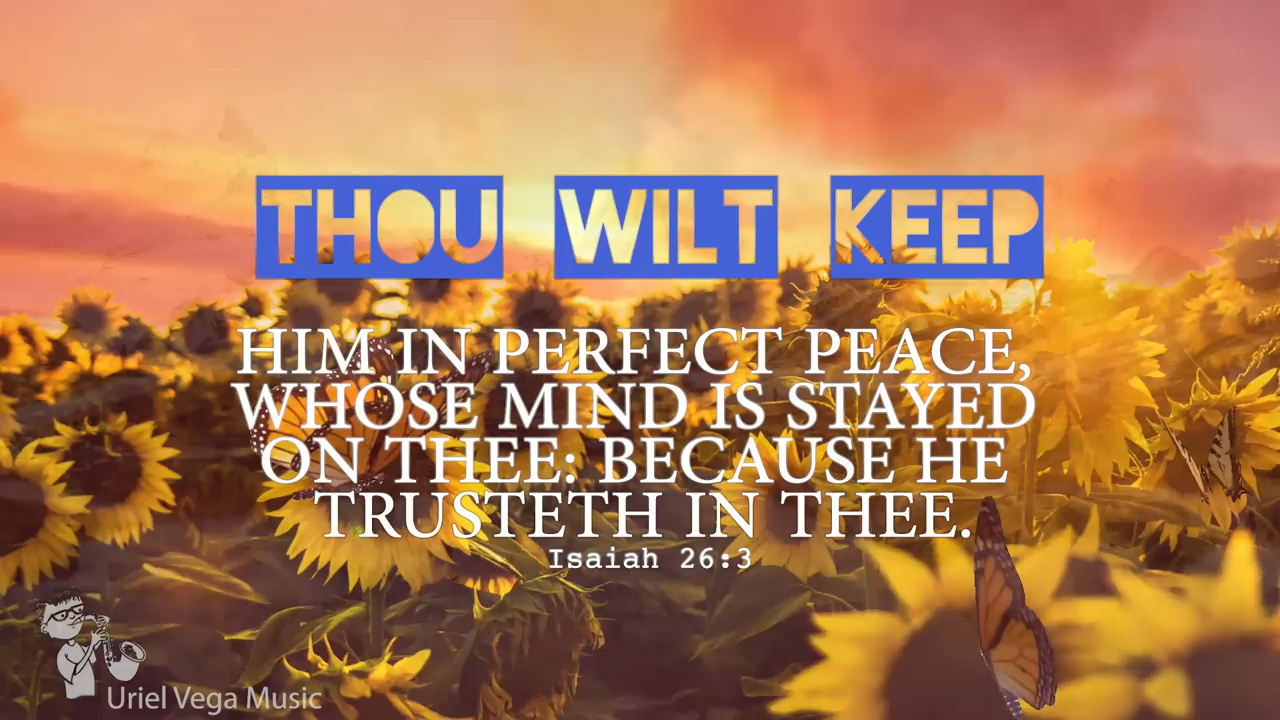 THOU WILT KEEP
HIM IN PERFECT PEACE,
WHOSE MIND IS STAYED
ON THEE: BECAUSE HE
TRUSTETH IN THEE.
Isaiah 26:3
Uriel Vega Music